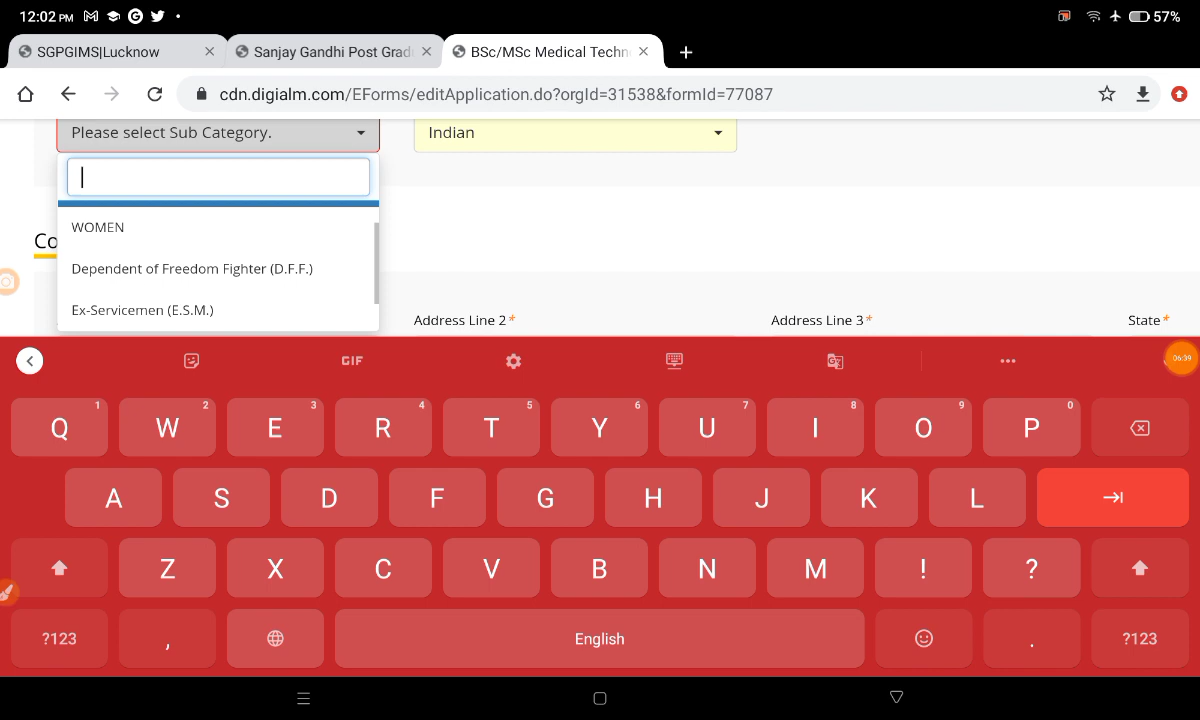 12:02 PM
57%
SGPGIMS|Lucknow
Sanjay Gandhi Post Grad
BSc/MSc Medical Techn
cdn.digialm.com/EForms/editApplication.do?orgId=31538&formId=77087
Please select Sub Category.
Indian
WOMEN
Co
Dependent of Freedom Fighter (D.F.F.)
Ex-Servicemen (E.S.M.)
Address Line 2*
Address Line 3*
State*
GIF
06:39
Q 1 W 2 E 3 R 4 T 5 Y 6 U 7 I 8 O 9 P 0
A S D F G H J K L
Z X C V B N M ! ?
?123 , English . ?123